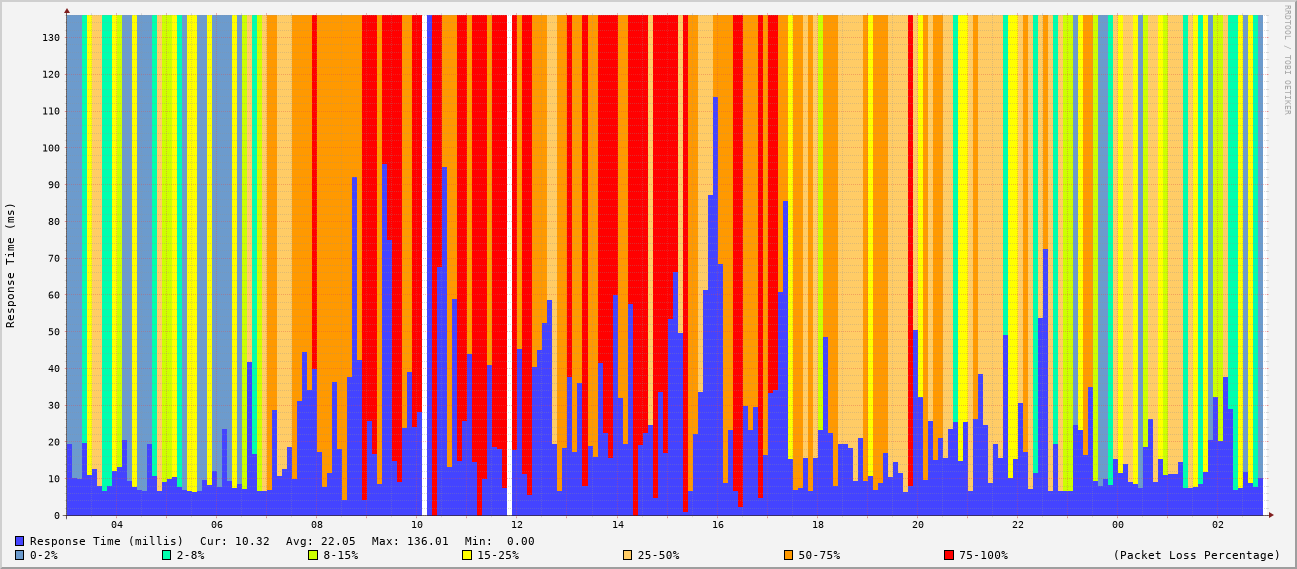 RRDTOOL / TOBI OETIKER
Response Time (ms)
130
120
110
100
90
80
70
60
50
40
30
20
10
0
04 06 08 10 12 14 16 18 20 22 00 02
Response Time (millis) Cur: 10.32 Avg: 22.05 Max: 136.01 Min: 0.00
0-2% 2-8% 8-15% 15-25% 25-50% 50-75% 75-100% (Packet Loss Percentage)